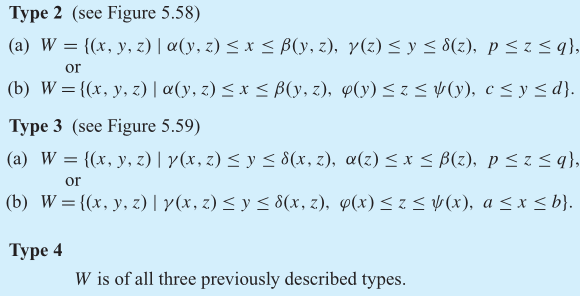 Type 2 (see Figure 5.58)
(a) W = {(x, y, z) | α(y, z) ≤ x ≤ β(y, z), γ(z) ≤ y ≤ δ(z), p ≤ z ≤ q},
or
(b) W = {(x, y, z) | α(y, z) ≤ x ≤ β(y, z), φ(y) ≤ z ≤ ψ(y), c ≤ y ≤ d}.
Type 3 (see Figure 5.59)
(a) W = {(x, y, z) | γ(x, z) ≤ y ≤ δ(x, z), α(z) ≤ x ≤ β(z), p ≤ z ≤ q},
or
(b) W = {(x, y, z) | γ(x, z) ≤ y ≤ δ(x, z), φ(x) ≤ z ≤ ψ(x), a ≤ x ≤ b}.
Type 4
W is of all three previously described types.